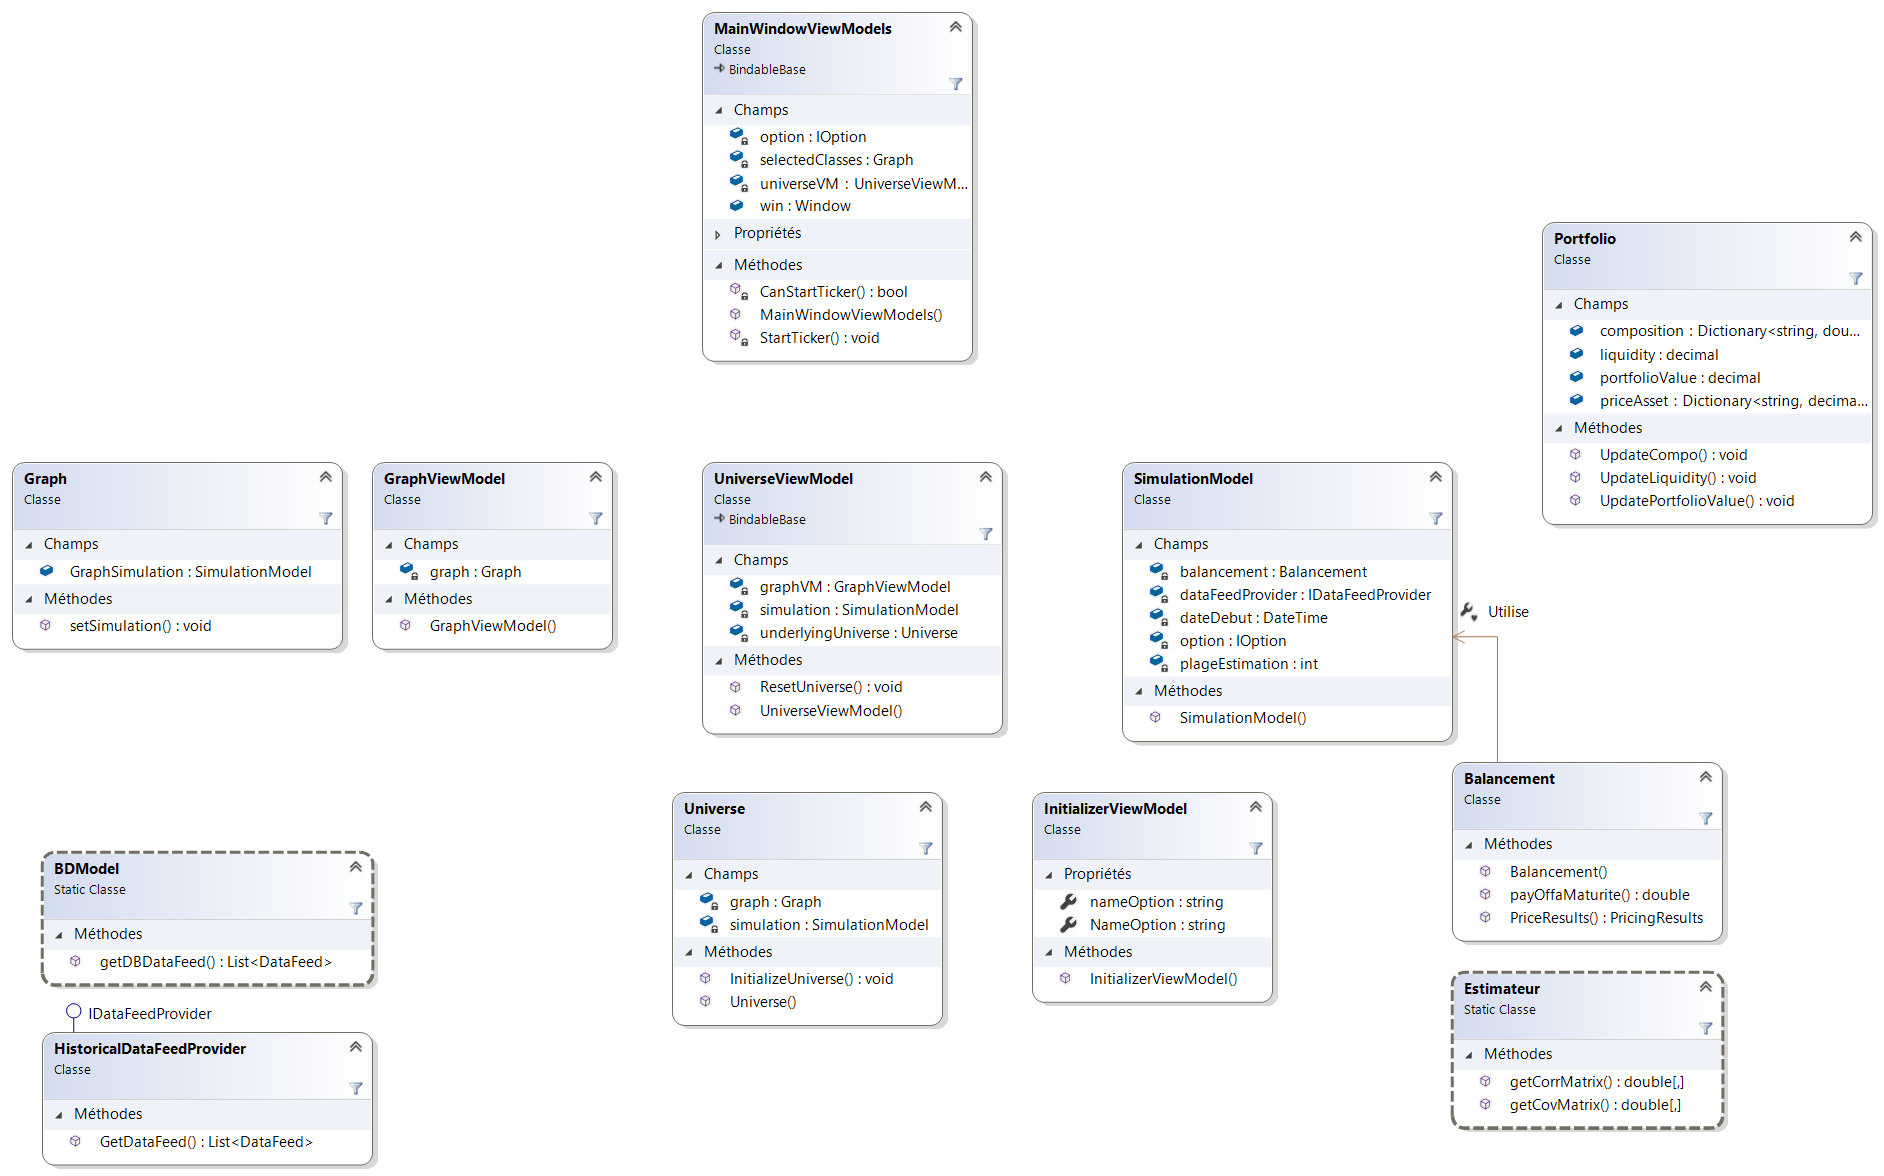 MainWindowViewModels
Classe
BindableBase
Champs
option : IOption
selectedClasses : Graph
universeVM : UniverseViewM...
win : Window
Propriétés
Méthodes
CanStartTicker() : bool
MainWindowViewModels()
StartTicker() : void
Portfolio
Classe
Champs
composition : Dictionary<string, dou...
liquidity : decimal
portfolioValue : decimal
priceAsset : Dictionary<string, decima...
Méthodes
UpdateCompo() : void
UpdateLiquidity() : void
UpdatePortfolioValue() : void
Graph
Classe
Champs
GraphSimulation : SimulationModel
Méthodes
setSimulation() : void
GraphViewModel
Classe
Champs
graph : Graph
Méthodes
GraphViewModel()
UniverseViewModel
Classe
BindableBase
Champs
graphVM : GraphViewModel
simulation : SimulationModel
underlyingUniverse : Universe
Méthodes
ResetUniverse() : void
UniverseViewModel()
SimulationModel
Classe
Champs
balancement : Balancement
dataFeedProvider : IDataFeedProvider
dateDebut : DateTime
option : IOption
plageEstimation : int
Méthodes
SimulationModel()
Utilise
Balancement
Classe
Méthodes
Balancement()
payOffaMaturite() : double
PriceResults() : PricingResults
Universe
Classe
Champs
graph : Graph
simulation : SimulationModel
Méthodes
InitializeUniverse() : void
Universe()
InitializerViewModel
Classe
Propriétés
nameOption : string
NameOption : string
Méthodes
InitializerViewModel()
BDModel
Static Classe
Méthodes
getDBDataFeed() : List<DataFeed>
IDataFeedProvider
HistoricalDataFeedProvider
Classe
Méthodes
GetDataFeed() : List<DataFeed>
Estimateur
Static Classe
Méthodes
getCorrMatrix() : double[,]
getCovMatrix() : double[,]